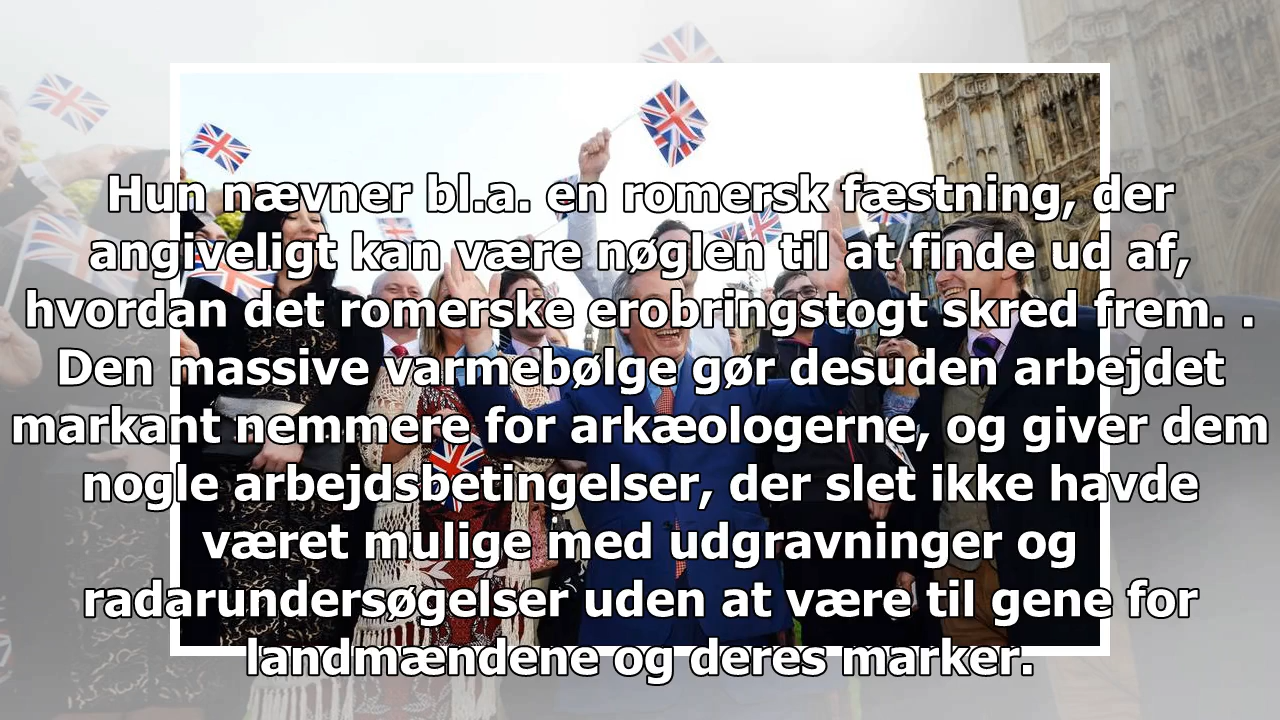 Hun nævner bl.a. en romersk fæstning, der
angiveligt kan være nøglen til at finde ud af,
hvordan det romerske erobringstogt skred frem. .
Den massive varmebølge gør desuden arbejdet
markant nemmere for arkæologerne, og giver dem
nogle arbejdsbetingelser, der slet ikke havde
været mulige med udgravninger og
radarundersøgelser uden at være til gene for
landmændene og deres marker.